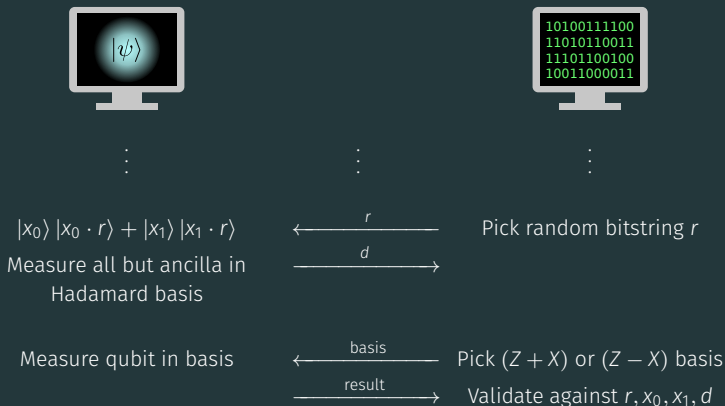 |ψ⟩
10100111100
11010110011
11101100100
10011000011
⋮ ⋮ ⋮
|x₀⟩ |x₀ · r⟩ + |x₁⟩ |x₁ · r⟩ r Pick random bitstring r
Measure all but ancilla in d
Hadamard basis
Measure qubit in basis basis Pick (Z + X) or (Z − X) basis
result Validate against r, x₀, x₁, d